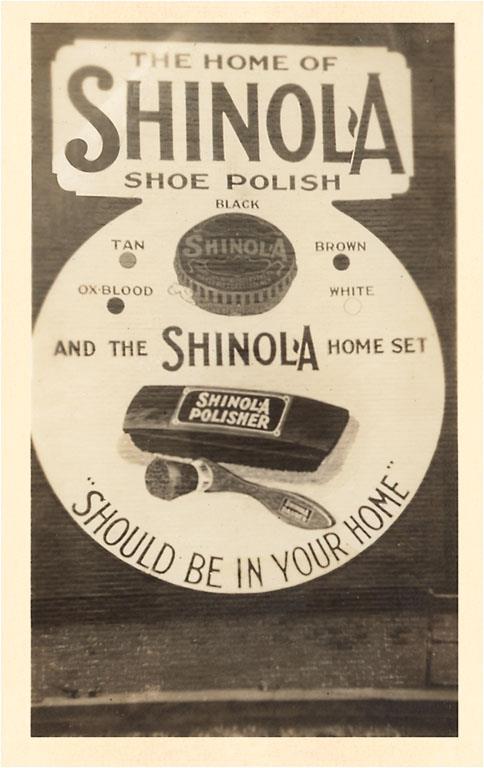 THE HOME OF
SHINOLA
SHOE POLISH
BLACK
SHINOLA
TAN
BROWN
OX-BLOOD
WHITE
AND THE SHINOLA HOME SET
SHINOLA
POLISHER
"SHOULD BE IN YOUR HOME"